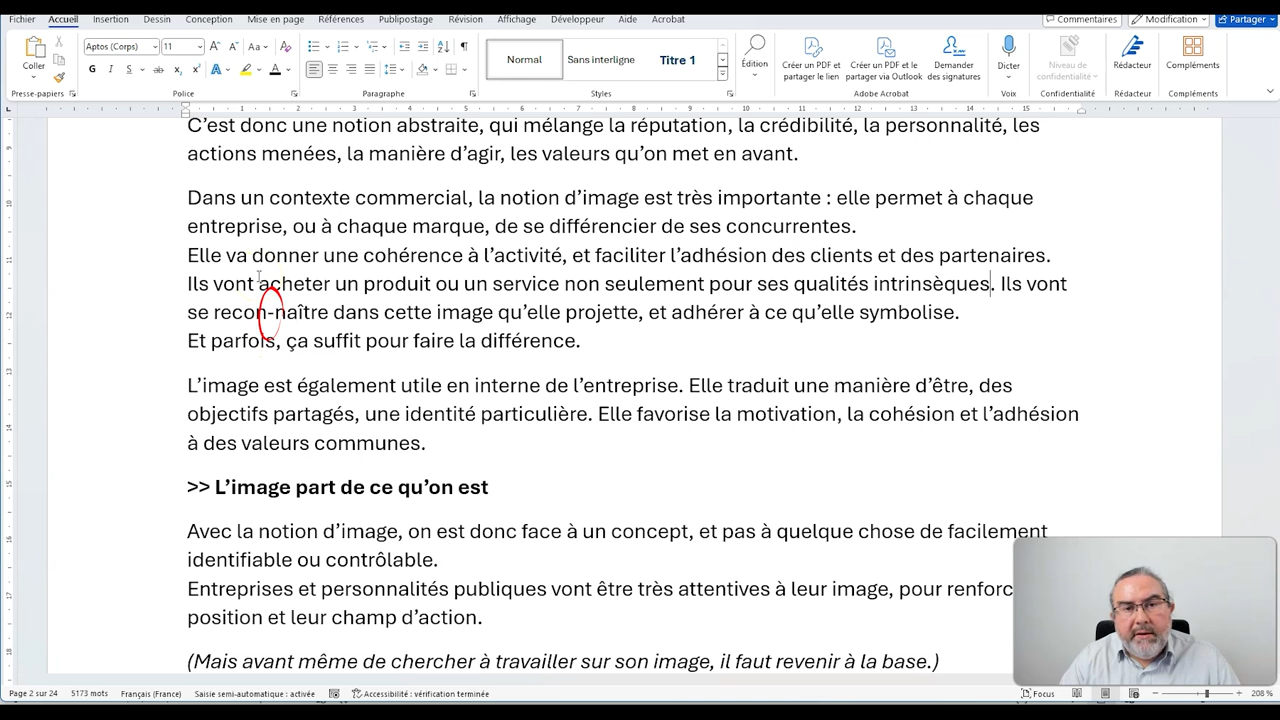 Fichier Accueil Insertion Dessin Conception Mise en page Références Publipostage Révision Affichage Développeur Aide Acrobat Commentaires Modification Partager
Aptos (Corps) 11
Coller
Normal Sans interligne Titre 1
Édition
Créer un PDF et partager le lien
Créer un PDF et partager via Outlook
Demander des signatures
Dicter
Niveau de confidentialité
Rédacteur
Compléments
Presse-papiers Police Paragraphe Styles Adobe Acrobat Voix Confidentialité Rédacteur Compléments
C’est donc une notion abstraite, qui mélange la réputation, la crédibilité, la personnalité, les
actions menées, la manière d’agir, les valeurs qu’on met en avant.
Dans un contexte commercial, la notion d’image est très importante : elle permet à chaque
entreprise, ou à chaque marque, de se différencier de ses concurrentes.
Elle va donner une cohérence à l’activité, et faciliter l’adhésion des clients et des partenaires.
Ils vont acheter un produit ou un service non seulement pour ses qualités intrinsèques. Ils vont
se recon-naître dans cette image qu’elle projette, et adhérer à ce qu’elle symbolise.
Et parfois, ça suffit pour faire la différence.
L’image est également utile en interne de l’entreprise. Elle traduit une manière d’être, des
objectifs partagés, une identité particulière. Elle favorise la motivation, la cohésion et l’adhésion
à des valeurs communes.
>> L’image part de ce qu’on est
Avec la notion d’image, on est donc face à un concept, et pas à quelque chose de facilement
identifiable ou contrôlable.
Entreprises et personnalités publiques vont être très attentives à leur image, pour renforc
position et leur champ d’action.
(Mais avant même de chercher à travailler sur son image, il faut revenir à la base.)
Page 2 sur 24 5173 mots Français (France) Saisie semi-automatique : activée Accessibilité : vérification terminée Focus 208 %